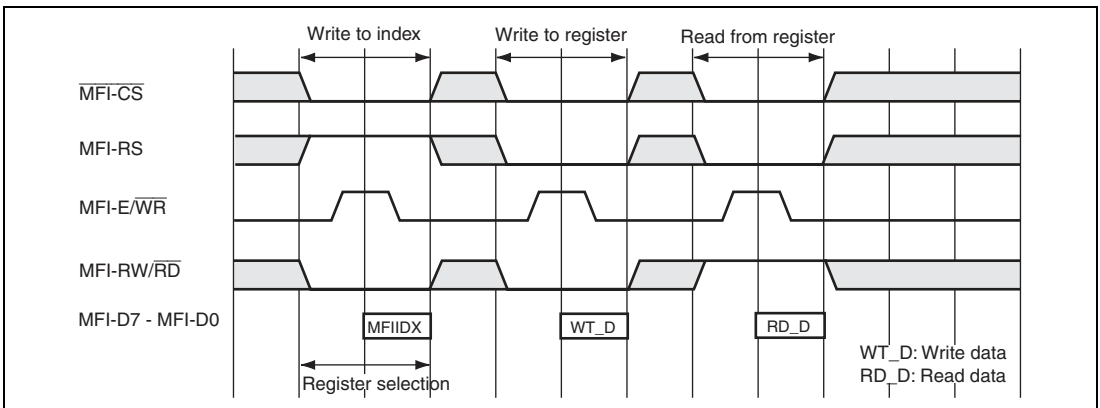 Write to index Write to register Read from register
MFI-CS
MFI-RS
MFI-E/WR
MFI-RW/RD
MFI-D7 - MFI-D0 MFIIDX WT_D RD_D
WT_D: Write data
RD_D: Read data
Register selection